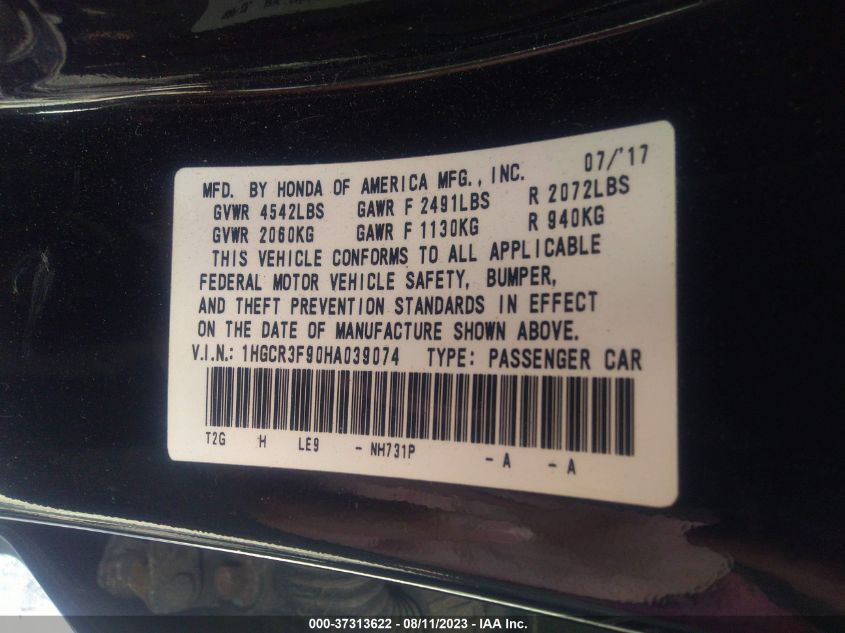 07/'17
MFD. BY HONDA OF AMERICA MFG., INC.
GVWR 4542LBS GAWR F 2491LBS R 2072LBS
GVWR 2060KG GAWR F 1130KG R 940KG
THIS VEHICLE CONFORMS TO ALL APPLICABLE
FEDERAL MOTOR VEHICLE SAFETY, BUMPER,
AND THEFT PREVENTION STANDARDS IN EFFECT
ON THE DATE OF MANUFACTURE SHOWN ABOVE.
V.I.N.: 1HGCR3F90HA039074 TYPE: PASSENGER CAR
T2G H LE9 - NH731P - A - A
000-37313622 - 08/11/2023 - IAA Inc.